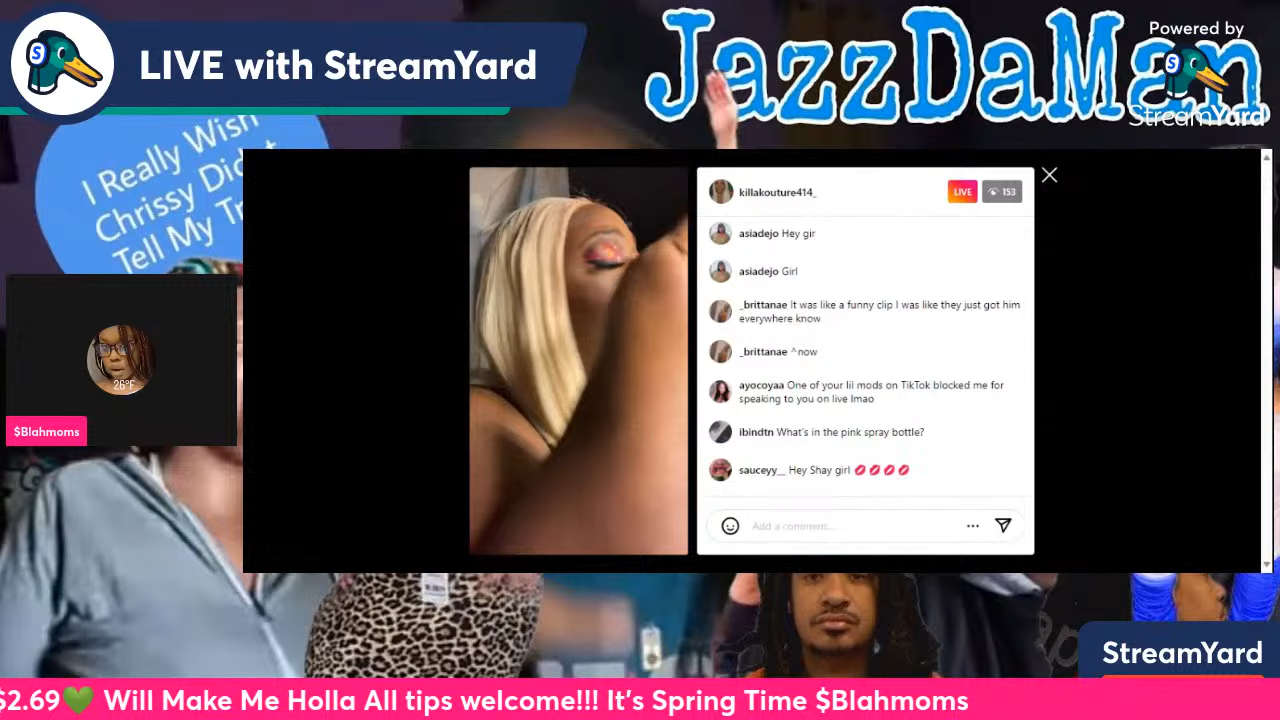 S
LIVE with StreamYard
JazzDaMan
Powered by
S
StreamYard
I Really Wish
Chrissy Did
Tell My
killakouture414_
LIVE
153
asiadejo Hey gir
asiadejo Girl
_brittanae It was like a funny clip I was like they just got him
everywhere know
_brittanae ^now
ayocoyaa One of your lil mods on TikTok blocked me for
speaking to you on live lmao
ibindtn What's in the pink spray bottle?
sauceyy__ Hey Shay girl 💋💋💋💋
Add a comment...
26°F
$Blahmoms
StreamYard
$2.69💚 Will Make Me Holla All tips welcome!!! It's Spring Time $Blahmoms